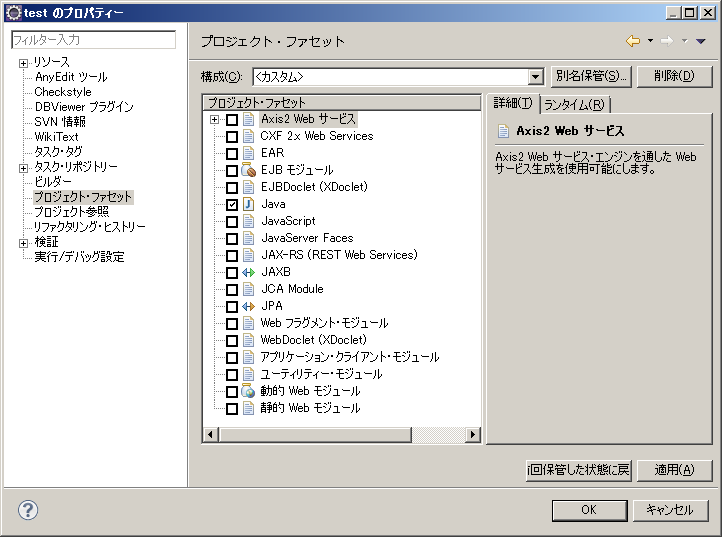 test のプロパティー
フィルター入力
リソース
AnyEdit ツール
Checkstyle
DBViewer プラグイン
SVN 情報
WikiText
タスク・タグ
タスク・リポジトリー
ビルダー
プロジェクト・ファセット
プロジェクト参照
リファクタリング・ヒストリー
検証
実行/デバッグ設定
プロジェクト・ファセット
構成(C): <カスタム> 別名保管(S)... 削除(D)
プロジェクト・ファセット
Axis2 Web サービス
CXF 2.x Web Services
EAR
EJB モジュール
EJBDoclet (XDoclet)
Java
JavaScript
JavaServer Faces
JAX-RS (REST Web Services)
JAXB
JCA Module
JPA
Web フラグメント・モジュール
WebDoclet (XDoclet)
アプリケーション・クライアント・モジュール
ユーティリティー・モジュール
動的 Web モジュール
静的 Web モジュール
詳細(T) ランタイム(R)
Axis2 Web サービス
Axis2 Web サービス・エンジンを通した Web
サービス生成を使用可能にします。
回保管した状態に戻 適用(A)
OK キャンセル